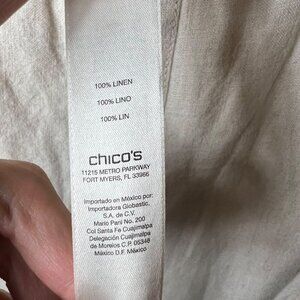 100% LINEN
100% LINO
100% LIN
chico's
11215 METRO PARKWAY
FORT MYERS, FL 33966
Importado en México por:
Importadora Globastic,
S.A. de C.V.
Mario Pani No. 200
Col Santa Fe Cuajimalpa
Delegación Cuajimalpa
de Morelos C.P. 05348
México D.F. México